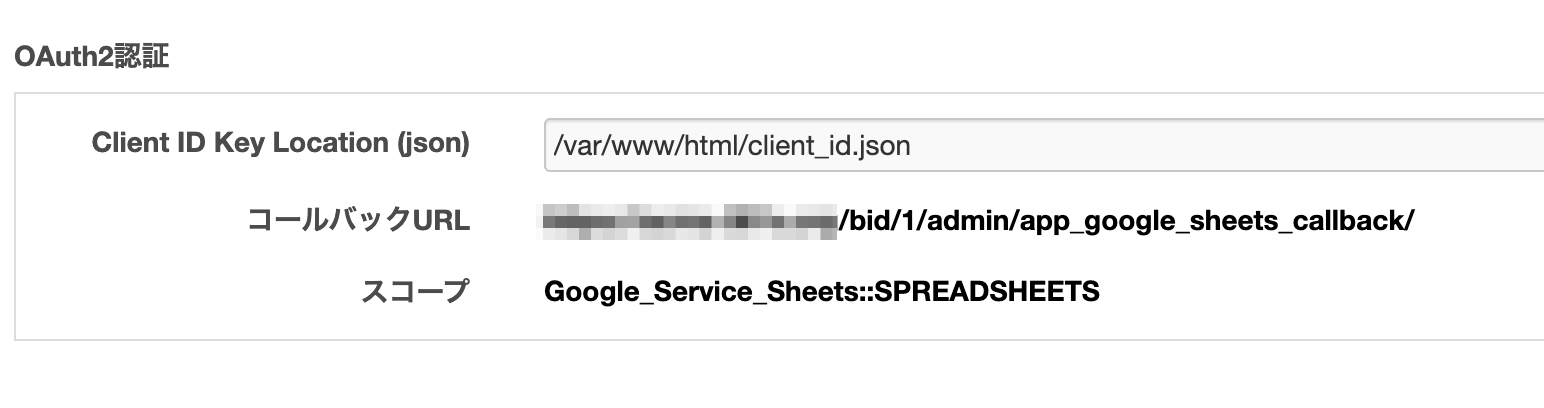 OAuth2認証
Client ID Key Location (json) /var/www/html/client_id.json
コールバックURL /bid/1/admin/app_google_sheets_callback/
スコープ Google_Service_Sheets::SPREADSHEETS